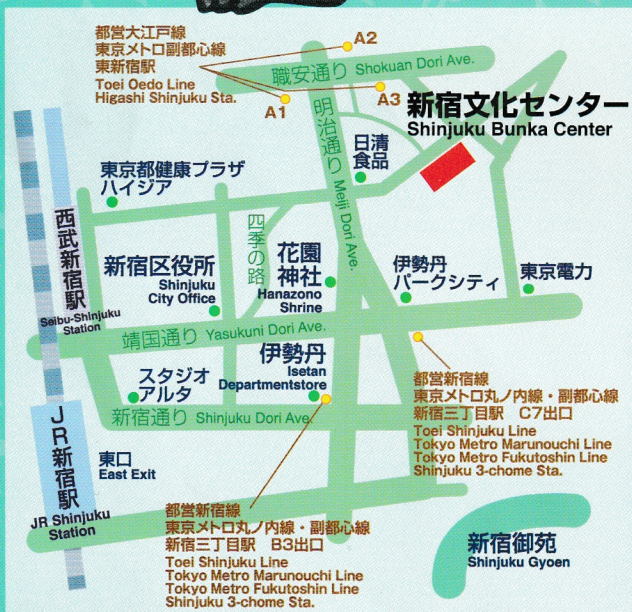 都営大江戸線
東京メトロ副都心線
東新宿駅
Toei Oedo Line
Higashi Shinjuku Sta.
A2
職安通り Shokuan Dori Ave.
A1
A3
新宿文化センター
Shinjuku Bunka Center
明治通り Meiji Dori Ave.
日清
食品
東京都健康プラザ
ハイジア
西武新宿駅
Seibu-Shinjuku
Station
四季の路
新宿区役所
Shinjuku
City Office
花園
神社
Hanazono
Shrine
伊勢丹
パークシティ
東京電力
靖国通り Yasukuni Dori Ave.
伊勢丹
Isetan
Departmentstore
スタジオ
アルタ
新宿通り Shinjuku Dori Ave.
都営新宿線
東京メトロ丸ノ内線・副都心線
新宿三丁目駅 C7出口
Toei Shinjuku Line
Tokyo Metro Marunouchi Line
Tokyo Metro Fukutoshin Line
Shinjuku 3-chome Sta.
JR新宿駅
JR Shinjuku
Station
東口
East Exit
都営新宿線
東京メトロ丸ノ内線・副都心線
新宿三丁目駅 B3出口
Toei Shinjuku Line
Tokyo Metro Marunouchi Line
Tokyo Metro Fukutoshin Line
Shinjuku 3-chome Sta.
新宿御苑
Shinjuku Gyoen